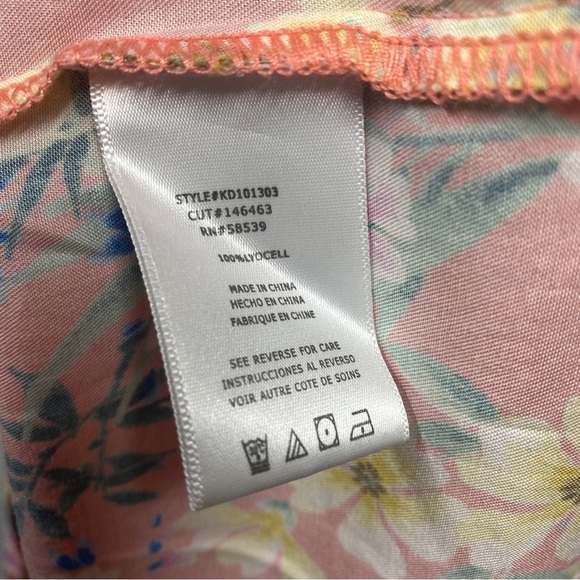 STYLE#KD101303
CUT#146463
RN#58539
100%LYOCELL
MADE IN CHINA
HECHO EN CHINA
FABRIQUE EN CHINE
SEE REVERSE FOR CARE
INSTRUCCIONES AL REVERSO
VOIR AUTRE COTE DE SOINS